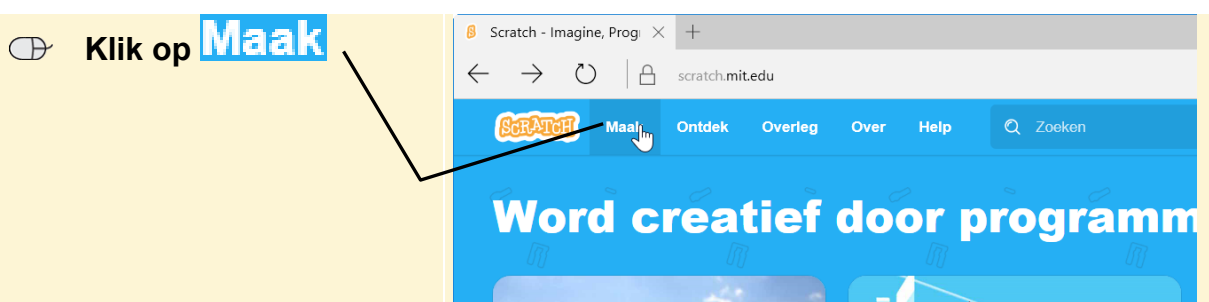 Klik op Maak
Scratch - Imagine, Prog
scratch.mit.edu
SCRATCH Maak Ontdek Overleg Over Help Zoeken
Word creatief door programm